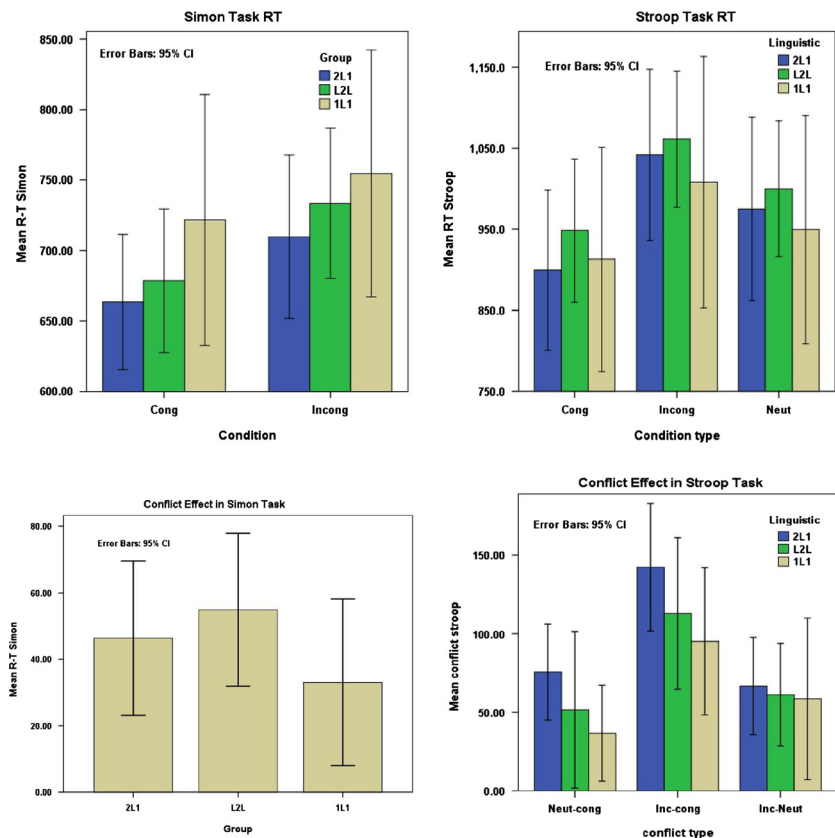 Simon Task RT
Error Bars: 95% CI
Group
2L1
L2L
1L1
850.00
800.00
750.00
700.00
650.00
600.00
Mean R-T Simon
Cong
Incong
Condition
Stroop Task RT
Error Bars: 95% CI
Linguistic
2L1
L2L
1L1
1,150.0
1,050.0
950.0
850.0
750.0
Mean RT Stroop
Cong
Incong
Neut
Condition type
Conflict Effect in Simon Task
Error Bars: 95% CI
80.00
60.00
40.00
20.00
0.00
Mean R-T Simon
2L1
L2L
1L1
Group
Conflict Effect in Stroop Task
Error Bars: 95% CI
Linguistic
2L1
L2L
1L1
150.00
100.00
50.00
0.00
Mean conflict stroop
Neut-cong
Inc-cong
Inc-Neut
conflict type